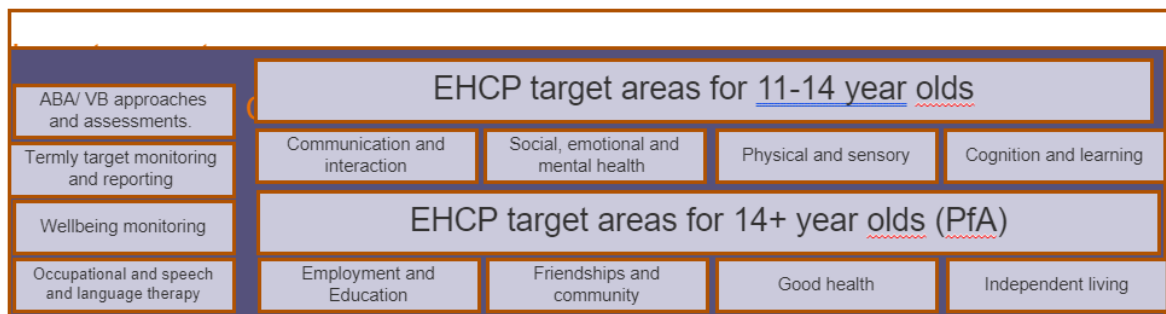 ABA/ VB approaches
and assessments.
Termly target monitoring
and reporting
Wellbeing monitoring
Occupational and speech
and language therapy
EHCP target areas for 11-14 year olds
Communication and
interaction
Social, emotional and
mental health
Physical and sensory
Cognition and learning
EHCP target areas for 14+ year olds (PfA)
Employment and
Education
Friendships and
community
Good health
Independent living